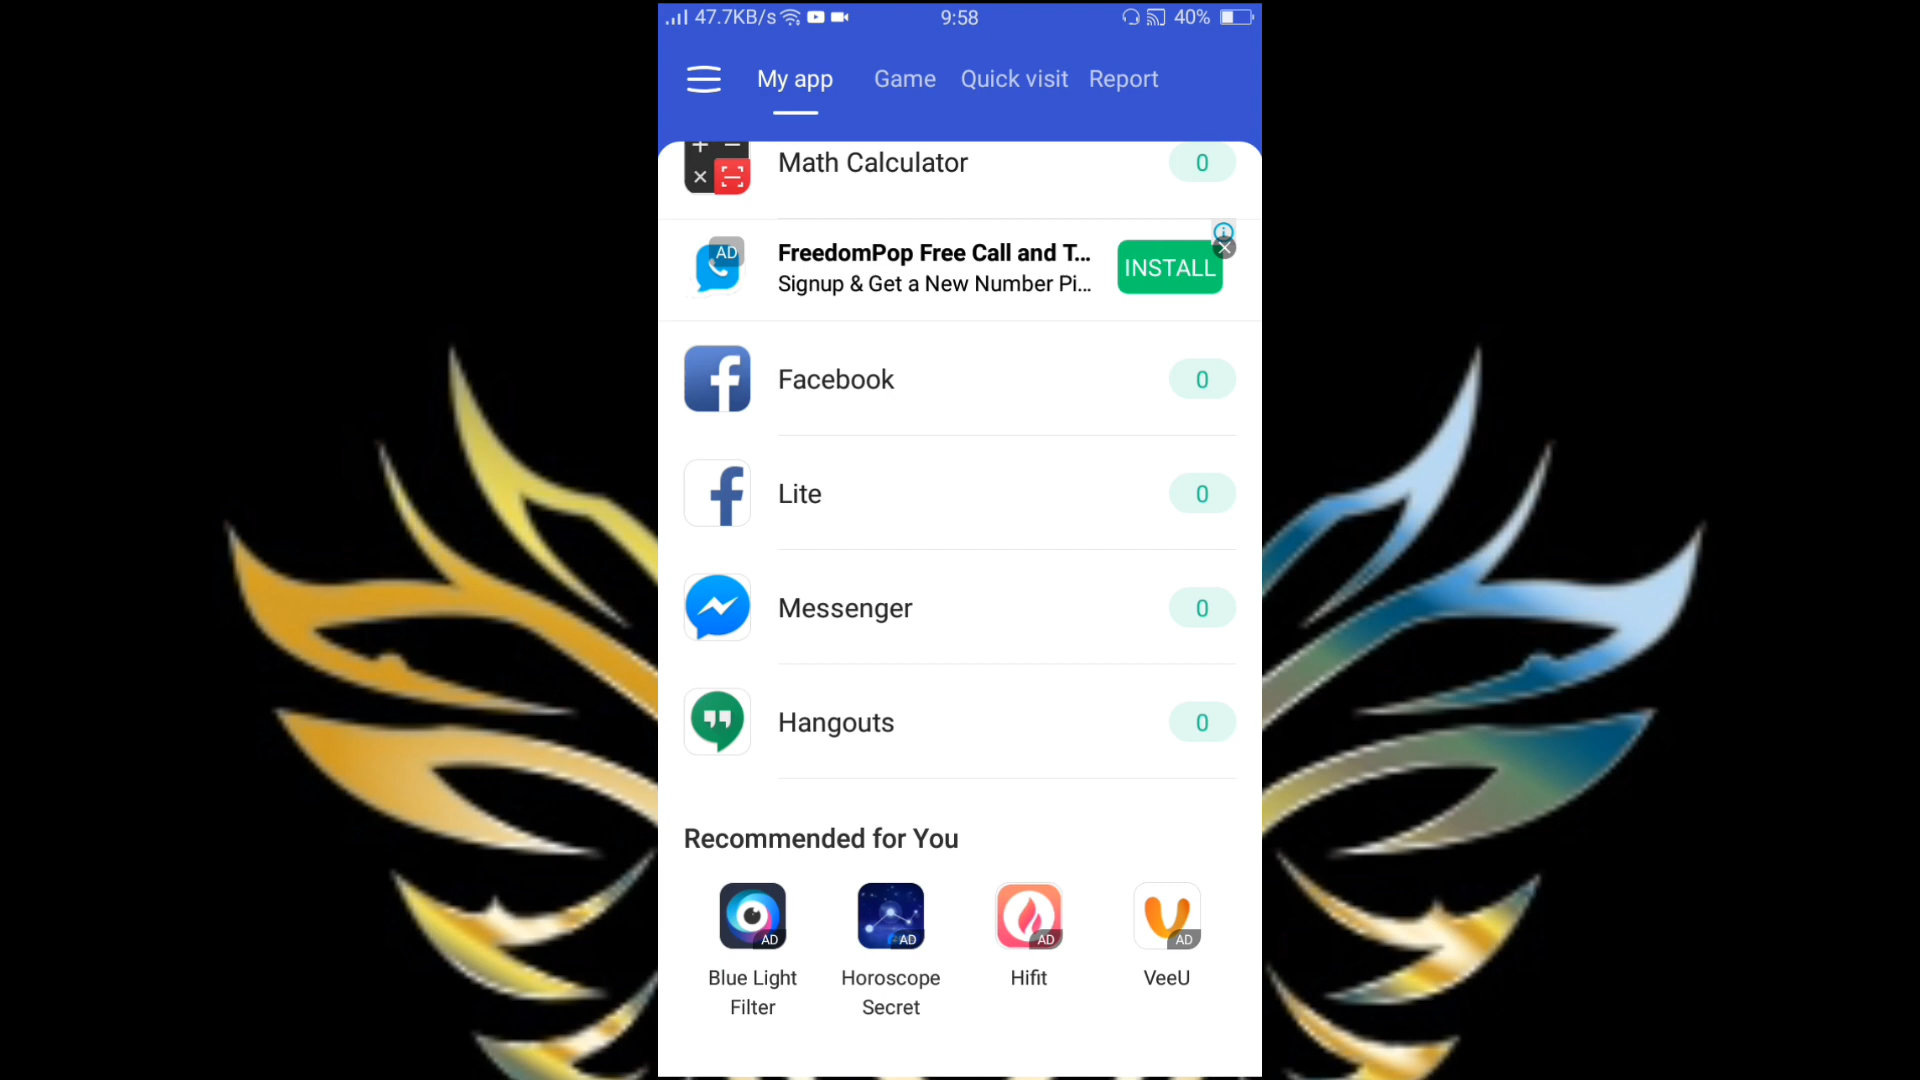 47.7KB/s 9:58 40%
My app Game Quick visit Report
Math Calculator 0
AD
FreedomPop Free Call and T...
Signup & Get a New Number Pi...
INSTALL
Facebook 0
Lite 0
Messenger 0
Hangouts 0
Recommended for You
AD AD AD AD
Blue Light Filter
Horoscope Secret
Hifit
VeeU